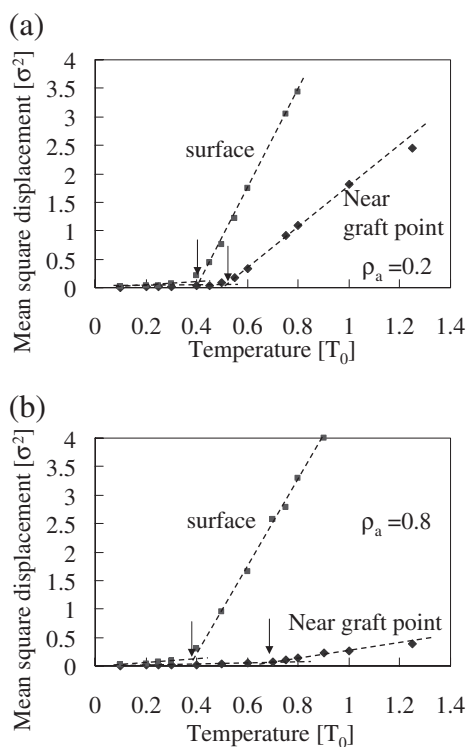 (a)
Mean square displacement [σ²]
4
3.5
3
2.5
2
1.5
1
0.5
0
surface
Near
graft point
ρₐ =0.2
0 0.2 0.4 0.6 0.8 1 1.2 1.4
Temperature [T₀]
(b)
Mean square displacement [σ²]
4
3.5
3
2.5
2
1.5
1
0.5
0
surface
ρₐ =0.8
Near graft point
0 0.2 0.4 0.6 0.8 1 1.2 1.4
Temperature [T₀]